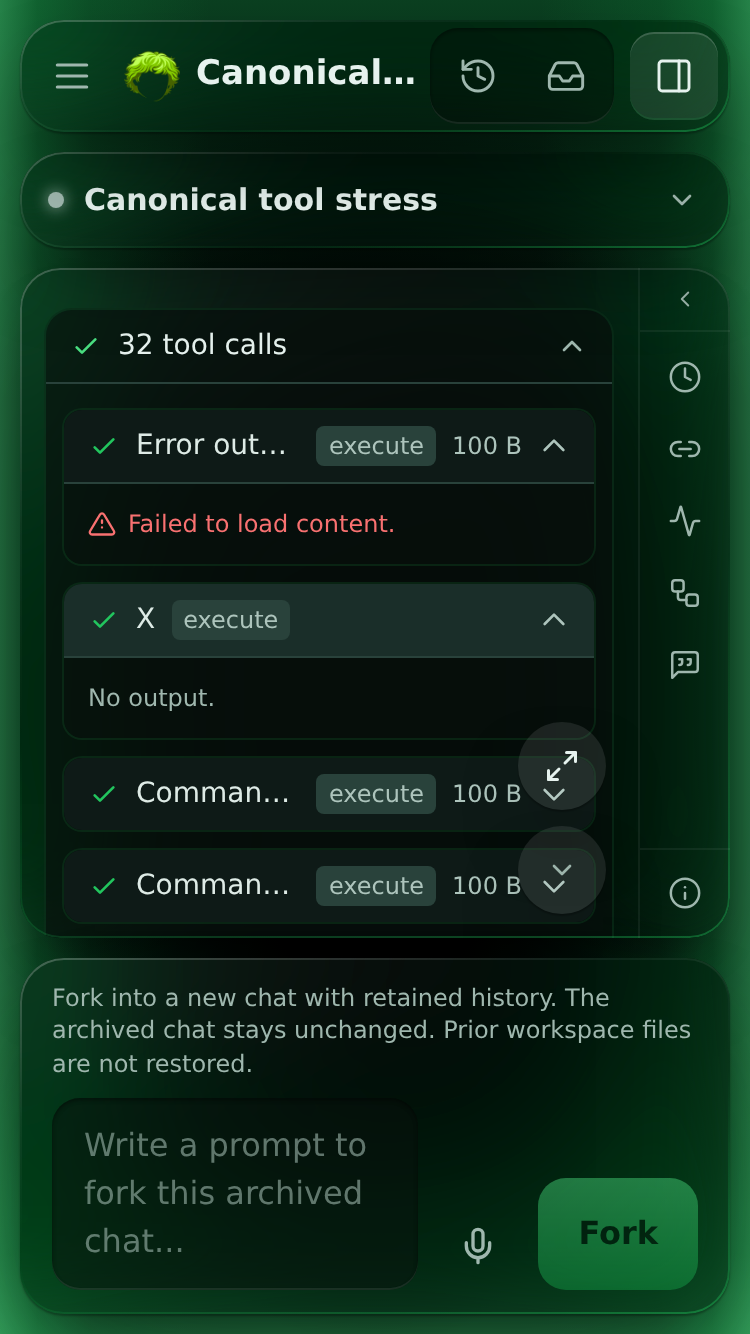 Canonical...
Canonical tool stress
32 tool calls
Error out... execute 100 B
Failed to load content.
X execute
No output.
Comman... execute 100 B
Comman... execute 100 B
Fork into a new chat with retained history. The
archived chat stays unchanged. Prior workspace files
are not restored.
Write a prompt to
fork this archived
chat...
Fork